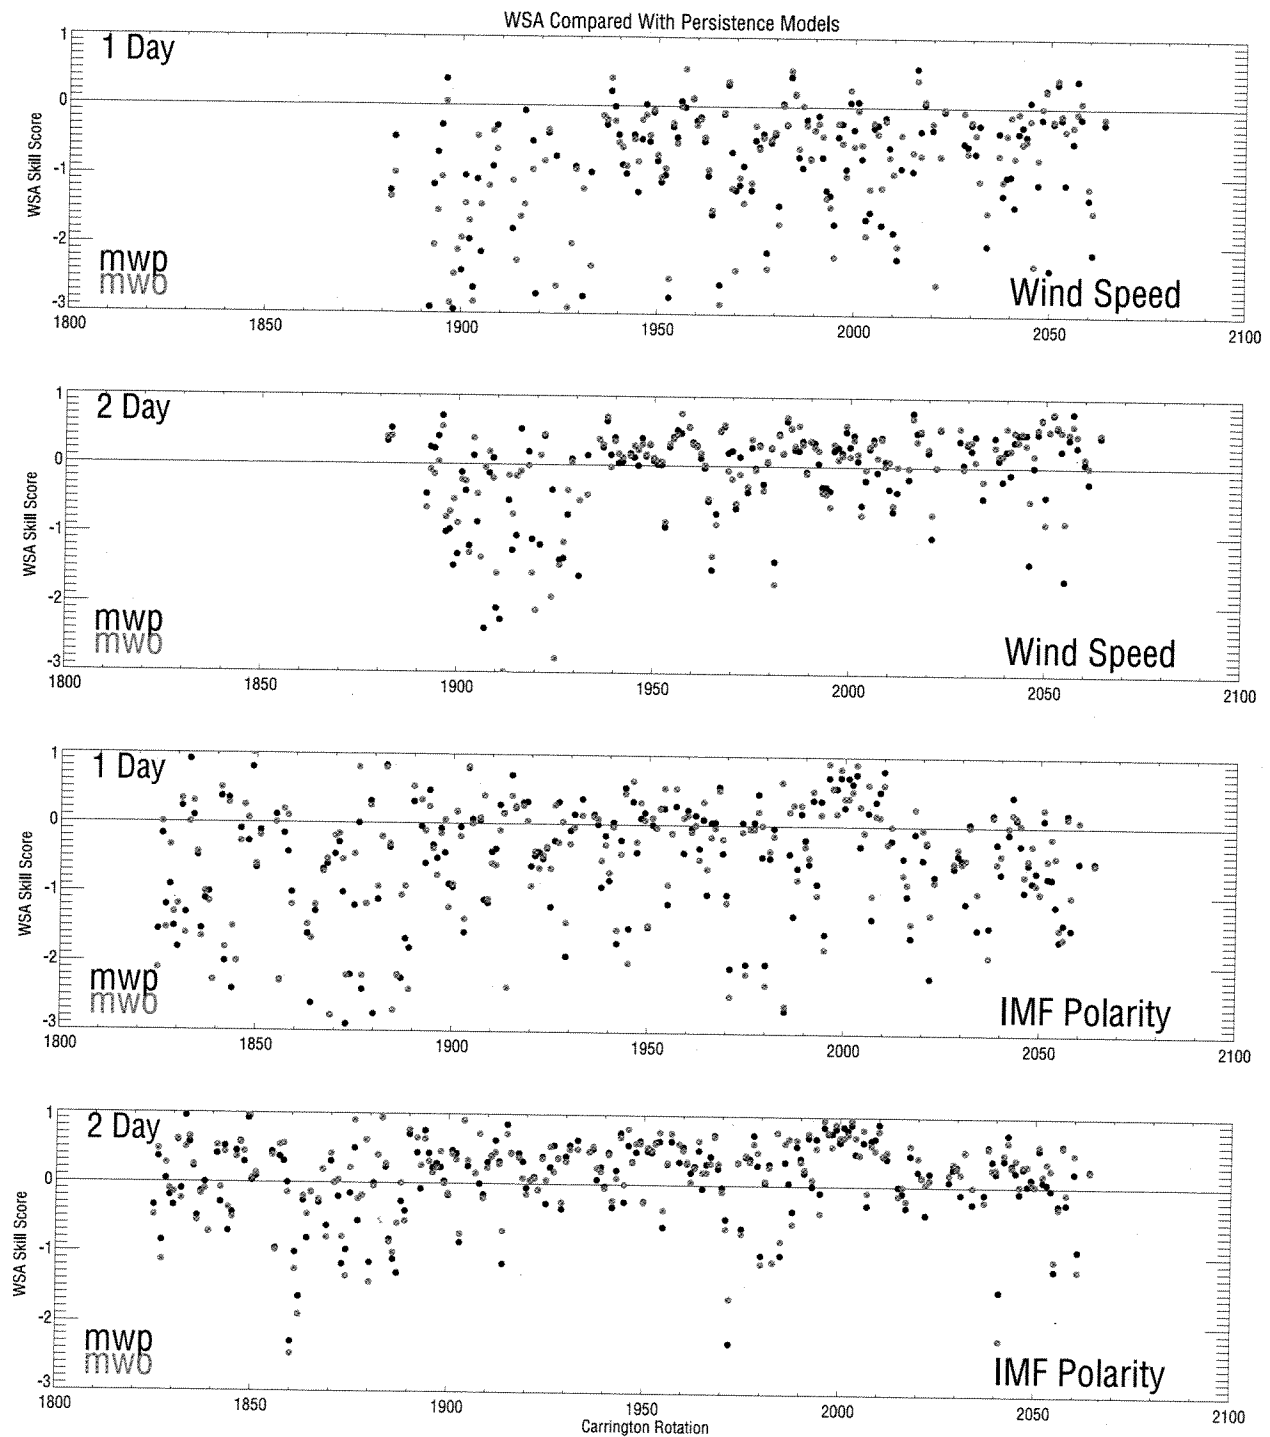 WSA Compared With Persistence Models
1 Day
1
0
-1
-2
-3
WSA Skill Score
mwp
mwo
Wind Speed
1800 1850 1900 1950 2000 2050 2100
2 Day
1
0
-1
-2
-3
WSA Skill Score
mwp
mwo
Wind Speed
1800 1850 1900 1950 2000 2050 2100
1 Day
1
0
-1
-2
-3
WSA Skill Score
mwp
mwo
IMF Polarity
1800 1850 1900 1950 2000 2050 2100
2 Day
1
0
-1
-2
-3
WSA Skill Score
mwp
mwo
IMF Polarity
1800 1850 1900 1950 2000 2050 2100
Carrington Rotation